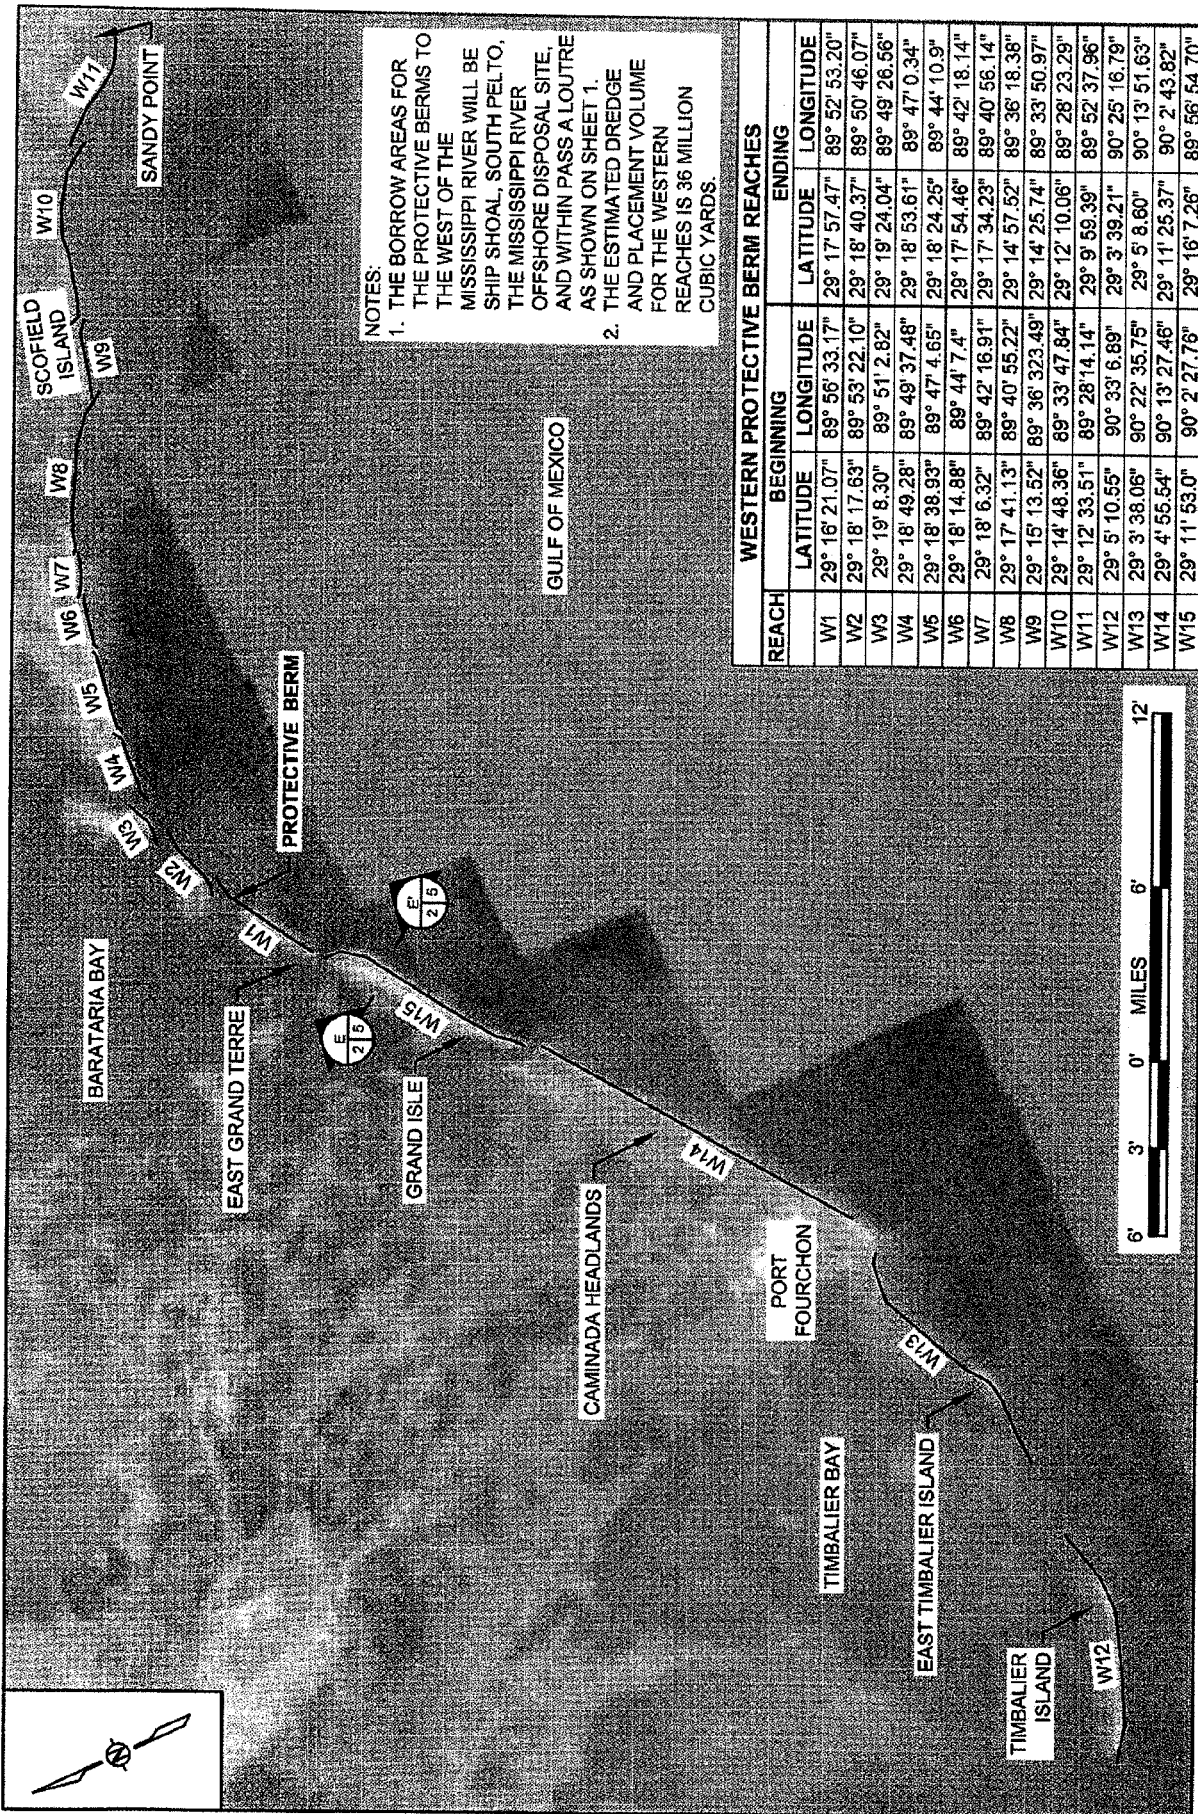 W11
SANDY POINT
W10
SCOFIELD
ISLAND
W9
W8
W7
W6
W5
W4
W3
W2
W1
PROTECTIVE BERM
BARATARIA BAY
EAST GRAND TERRE
E'
2 5
E
2 5
W15
GRAND ISLE
GULF OF MEXICO
CAMINADA HEADLANDS
W14
PORT
FOURCHON
W13
TIMBALIER BAY
EAST TIMBALIER ISLAND
TIMBALIER
ISLAND
W12
N
NOTES:
1. THE BORROW AREAS FOR
THE PROTECTIVE BERMS TO
THE WEST OF THE
MISSISSIPPI RIVER WILL BE
SHIP SHOAL, SOUTH PELTO,
THE MISSISSIPPI RIVER
OFFSHORE DISPOSAL SITE,
AND WITHIN PASS A LOUTRE
AS SHOWN ON SHEET 1.
2. THE ESTIMATED DREDGE
AND PLACEMENT VOLUME
FOR THE WESTERN
REACHES IS 36 MILLION
CUBIC YARDS.
6' 3' 0' MILES 6' 12'
WESTERN PROTECTIVE BERM REACHES
REACH BEGINNING ENDING
LATITUDE LONGITUDE LATITUDE LONGITUDE
W1 29° 16' 21.07" 89° 56' 33.17" 29° 17' 57.47" 89° 52' 53.20"
W2 29° 18' 17.63" 89° 53' 22.10" 29° 18' 40.37" 89° 50' 46.07"
W3 29° 19' 8.30" 89° 51' 2.82" 29° 19' 24.04" 89° 49' 26.56"
W4 29° 18' 49.28" 89° 49' 37.48" 29° 18' 53.61" 89° 47' 0.34"
W5 29° 18' 38.93" 89° 47' 4.65" 29° 18' 24.25" 89° 44' 10.9"
W6 29° 18' 14.88" 89° 44' 7.4" 29° 17' 54.46" 89° 42' 18.14"
W7 29° 18' 6.32" 89° 42' 16.91" 29° 17' 34.23" 89° 40' 56.14"
W8 29° 17' 41.13" 89° 40' 55.22" 29° 14' 57.52" 89° 36' 18.38"
W9 29° 15' 13.52" 89° 36' 323.49" 29° 14' 25.74" 89° 33' 50.97"
W10 29° 14' 48.36" 89° 33' 47.84" 29° 12' 10.06" 89° 28' 23.29"
W11 29° 12' 33.51" 89° 28' 14.14" 29° 9' 59.39" 89° 52' 37.96"
W12 29° 5' 10.55" 90° 33' 6.89" 29° 3' 39.21" 90° 25' 16.79"
W13 29° 3' 38.06" 90° 22' 35.75" 29° 5' 8.60" 90° 13' 51.63"
W14 29° 4' 55.54" 90° 13' 27.46" 29° 11' 25.37" 90° 2' 43.82"
W15 29° 11' 53.0" 90° 2' 27.76" 29° 16' 7.26" 89° 56' 54.70"